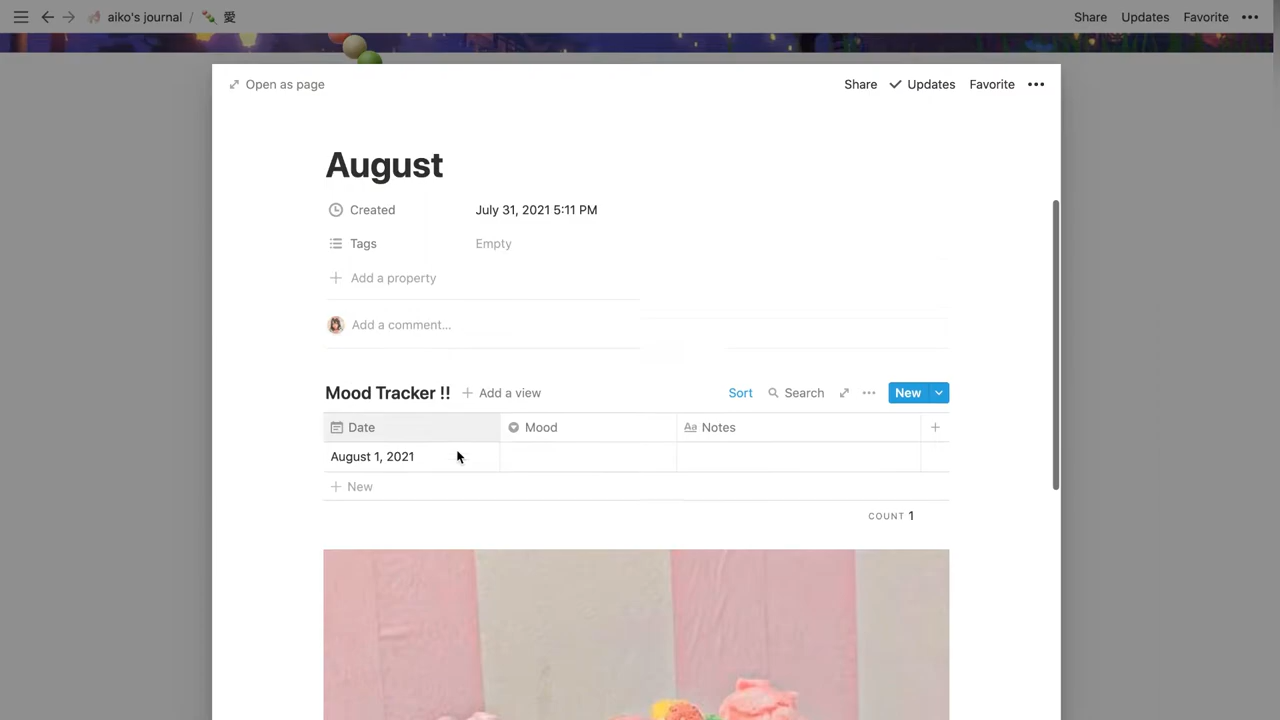 aiko's journal / 愛 Share Updates Favorite
Open as page Share Updates Favorite
August
Created July 31, 2021 5:11 PM
Tags Empty
Add a property
Add a comment...
Mood Tracker !! Add a view Sort Search New
Date Mood Aa Notes
August 1, 2021
New
COUNT 1